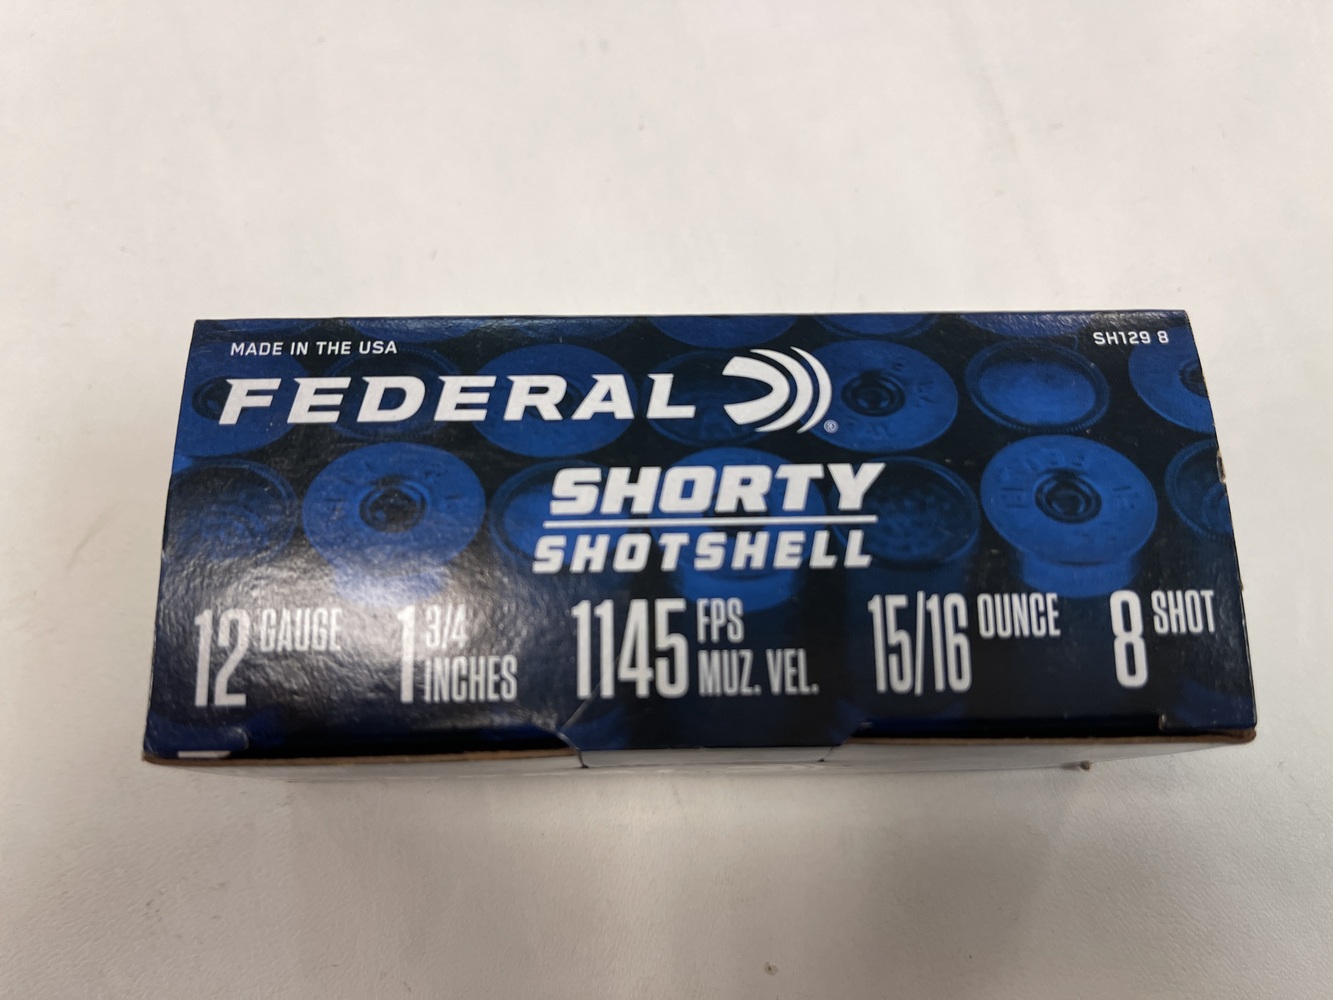 MADE IN THE USA
SH129 8
FEDERAL ®
SHORTY
SHOTSHELL
12 GAUGE
1 3/4 INCHES
1145 FPS MUZ. VEL.
15/16 OUNCE
8 SHOT